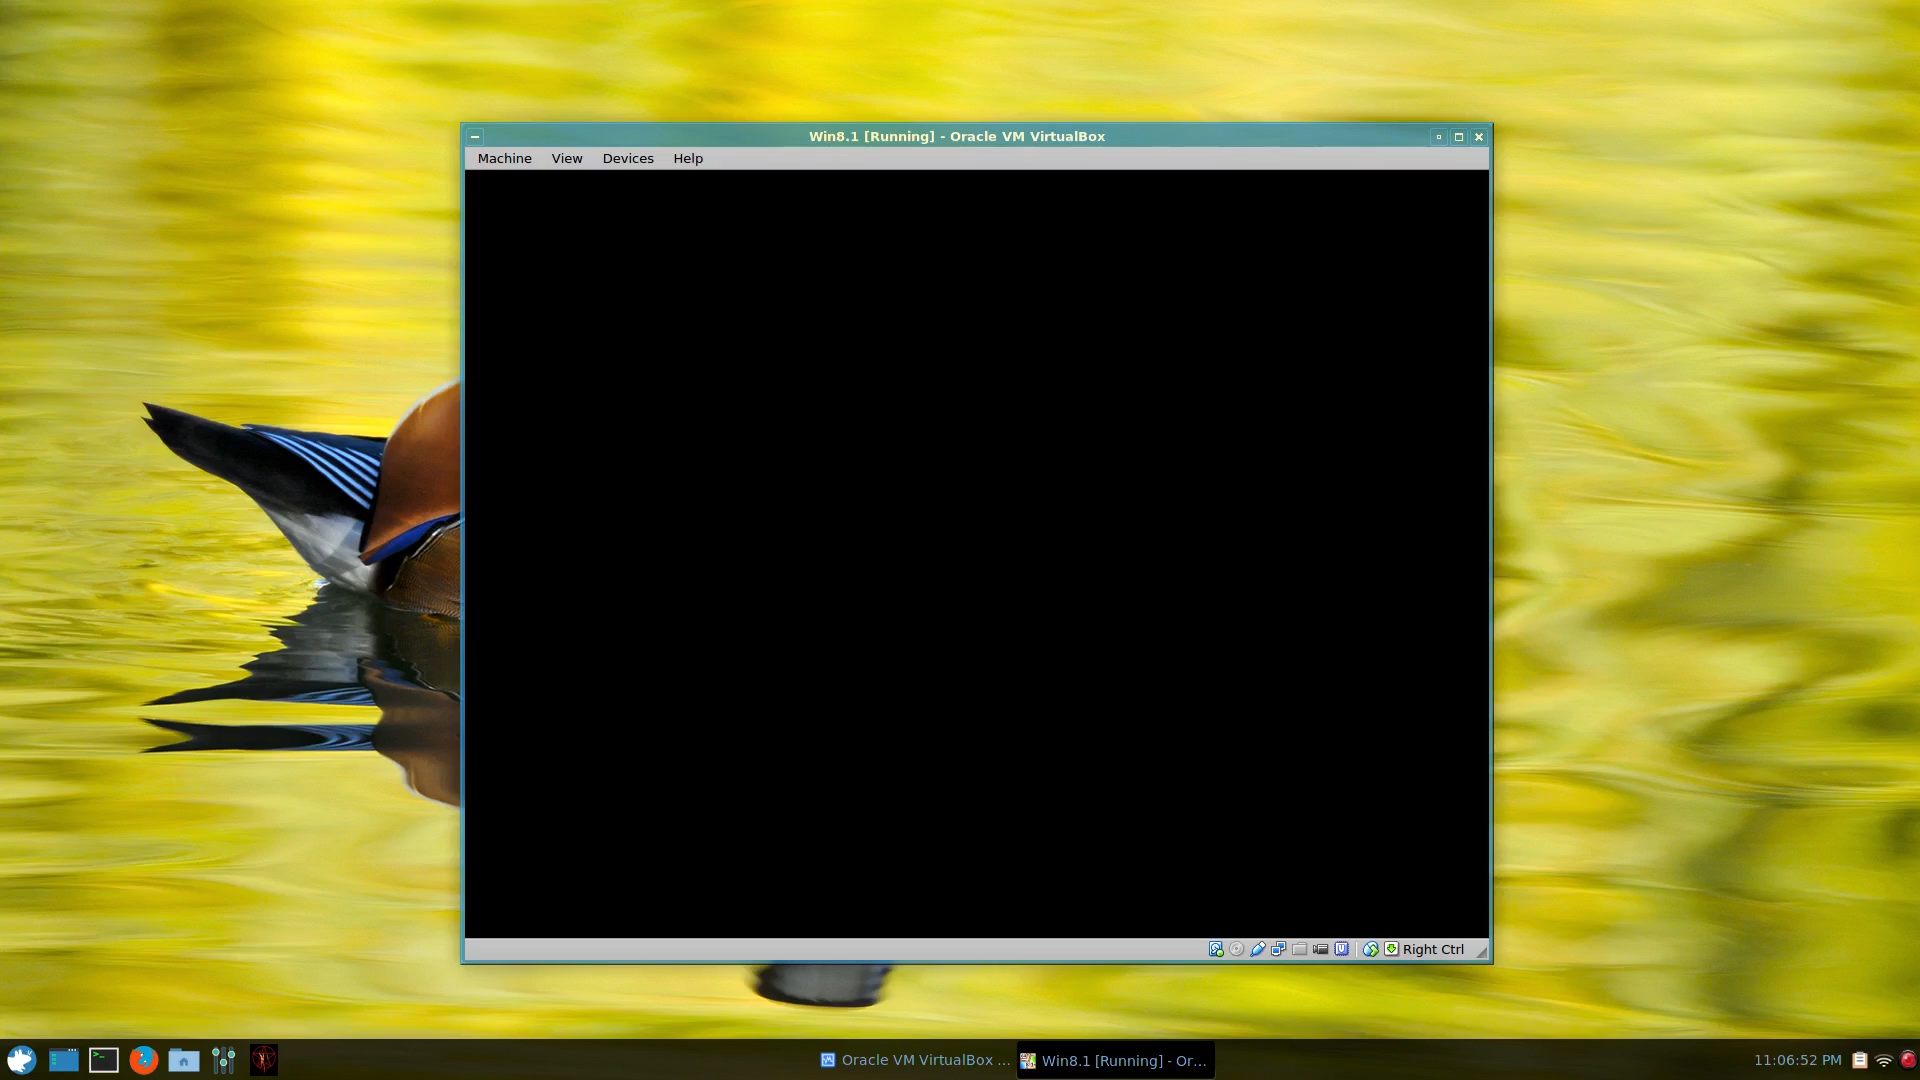 Win8.1 [Running] - Oracle VM VirtualBox
Machine View Devices Help
Right Ctrl
Oracle VM VirtualBox ... Win8.1 [Running] - Or... 11:06:52 PM